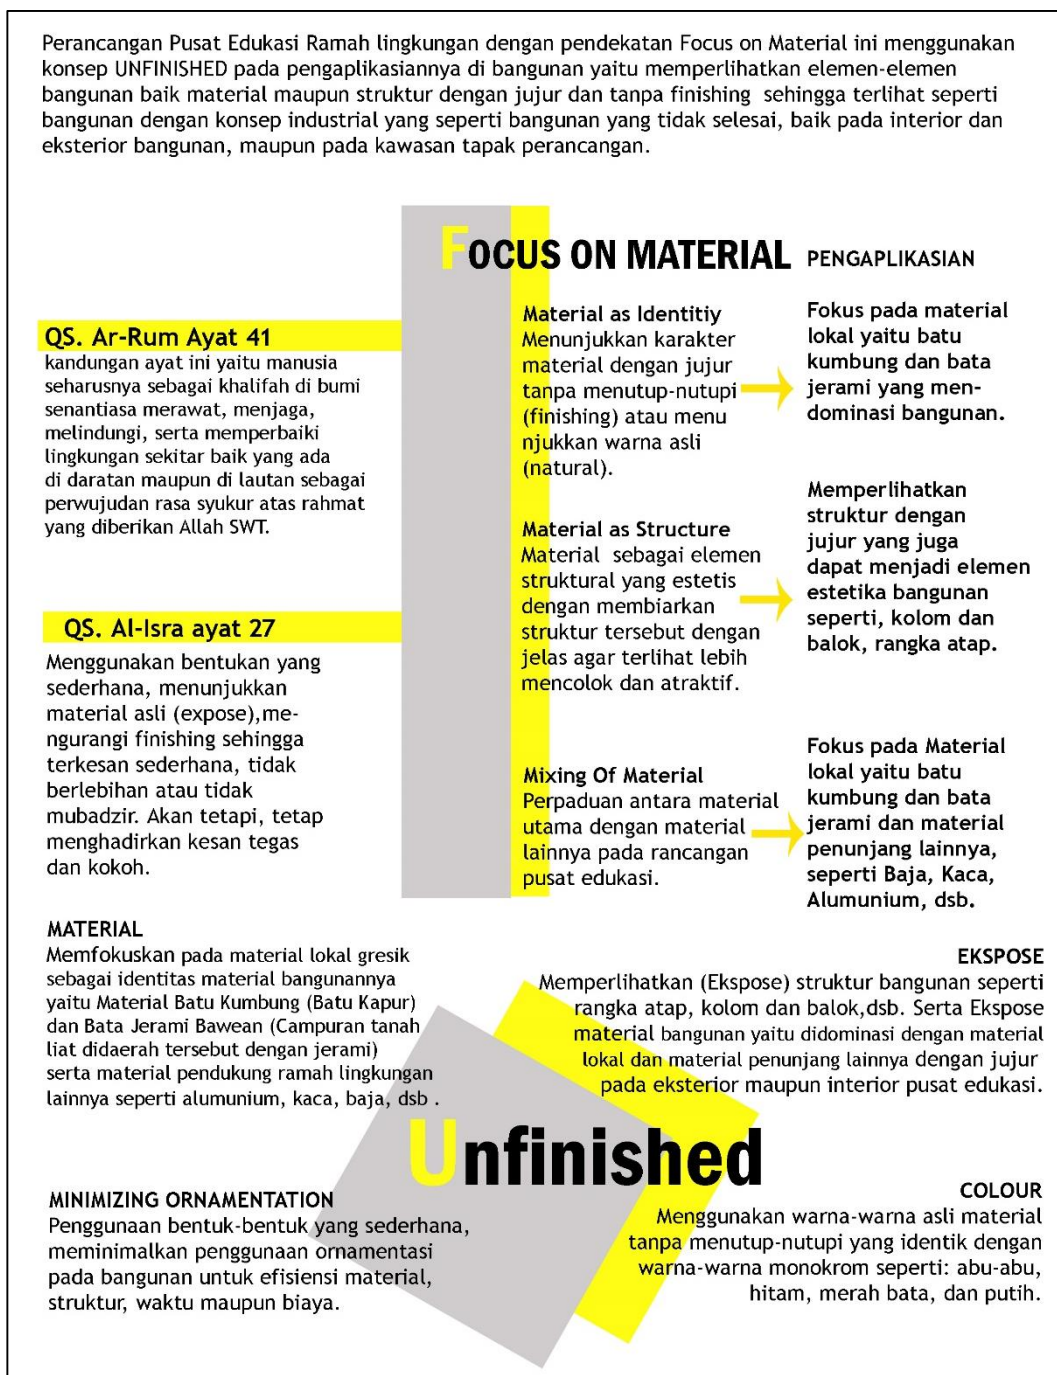 Perancangan Pusat Edukasi Ramah lingkungan dengan pendekatan Focus on Material ini menggunakan
konsep UNFINISHED pada pengaplikasiannya di bangunan yaitu memperlihatkan elemen-elemen
bangunan baik material maupun struktur dengan jujur dan tanpa finishing sehingga terlihat seperti
bangunan dengan konsep industrial yang seperti bangunan yang tidak selesai, baik pada interior dan
eksterior bangunan, maupun pada kawasan tapak perancangan.
FOCUS ON MATERIAL PENGAPLIKASIAN
QS. Ar-Rum Ayat 41
kandungan ayat ini yaitu manusia
seharusnya sebagai khalifah di bumi
senantiasa merawat, menjaga,
melindungi, serta memperbaiki
lingkungan sekitar baik yang ada
di daratan maupun di lautan sebagai
perwujudan rasa syukur atas rahmat
yang diberikan Allah SWT.
QS. Al-Isra ayat 27
Menggunakan bentukan yang
sederhana, menunjukkan
material asli (expose),me-
ngurangi finishing sehingga
terkesan sederhana, tidak
berlebihan atau tidak
mubadzir. Akan tetapi, tetap
menghadirkan kesan tegas
dan kokoh.
Material as Identitiy
Menunjukkan karakter
material dengan jujur
tanpa menutup-nutupi
(finishing) atau menu
njukkan warna asli
(natural).
Fokus pada material
lokal yaitu batu
kumbung dan bata
jerami yang men-
dominasi bangunan.
Material as Structure
Material sebagai elemen
struktural yang estetis
dengan membiarkan
struktur tersebut dengan
jelas agar terlihat lebih
mencolok dan atraktif.
Memperlihatkan
struktur dengan
jujur yang juga
dapat menjadi elemen
estetika bangunan
seperti, kolom dan
balok, rangka atap.
Mixing Of Material
Perpaduan antara material
utama dengan material
lainnya pada rancangan
pusat edukasi.
Fokus pada Material
lokal yaitu batu
kumbung dan bata
jerami dan material
penunjang lainnya,
seperti Baja, Kaca,
Alumunium, dsb.
MATERIAL
Memfokuskan pada material lokal gresik
sebagai identitas material bangunannya
yaitu Material Batu Kumbung (Batu Kapur)
dan Bata Jerami Bawean (Campuran tanah
liat didaerah tersebut dengan jerami)
serta material pendukung ramah lingkungan
lainnya seperti alumunium, kaca, baja, dsb .
EKSPOSE
Memperlihatkan (Ekspose) struktur bangunan seperti
rangka atap, kolom dan balok,dsb. Serta Ekspose
material bangunan yaitu didominasi dengan material
lokal dan material penunjang lainnya dengan jujur
pada eksterior maupun interior pusat edukasi.
Unfinished
MINIMIZING ORNAMENTATION
Penggunaan bentuk-bentuk yang sederhana,
meminimalkan penggunaan ornamentasi
pada bangunan untuk efisiensi material,
struktur, waktu maupun biaya.
COLOUR
Menggunakan warna-warna asli material
tanpa menutup-nutupi yang identik dengan
warna-warna monokrom seperti: abu-abu,
hitam, merah bata, dan putih.